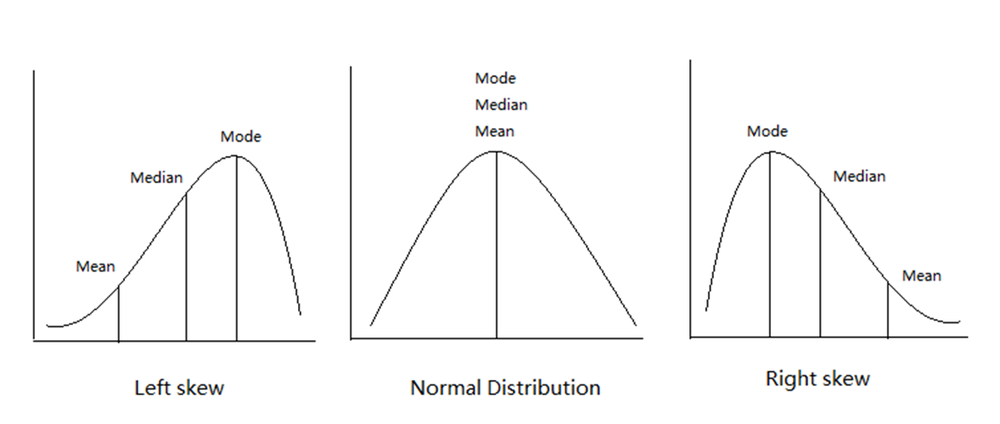 Mode
Median
Mean
Left skew
Mode
Median
Mean
Normal Distribution
Mode
Median
Mean
Right skew